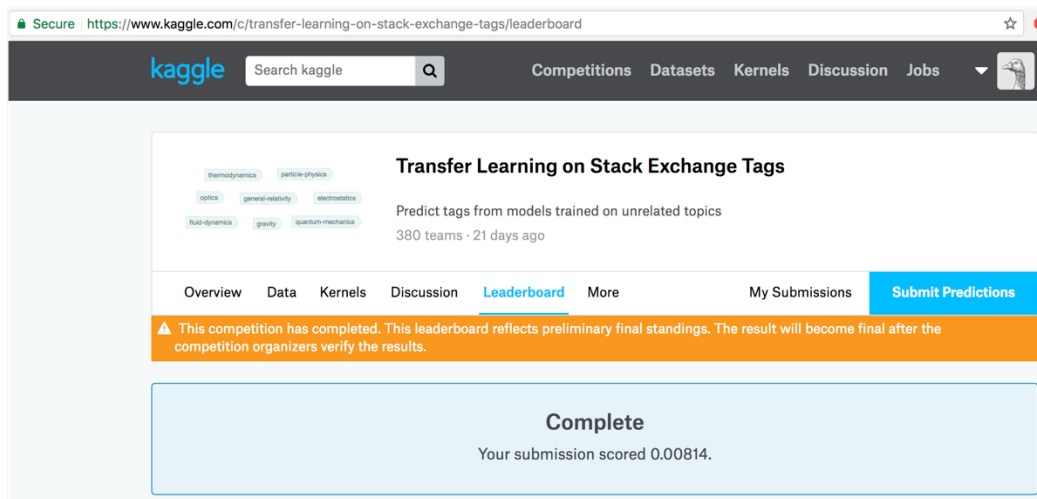 Secure https://www.kaggle.com/c/transfer-learning-on-stack-exchange-tags/leaderboard
kaggle Search kaggle Competitions Datasets Kernels Discussion Jobs
Transfer Learning on Stack Exchange Tags
thermodynamics particle-physics
optics general-relativity electrostatics
fluid-dynamics gravity quantum-mechanics
Predict tags from models trained on unrelated topics
380 teams · 21 days ago
Overview Data Kernels Discussion Leaderboard More My Submissions Submit Predictions
This competition has completed. This leaderboard reflects preliminary final standings. The result will become final after the
competition organizers verify the results.
Complete
Your submission scored 0.00814.